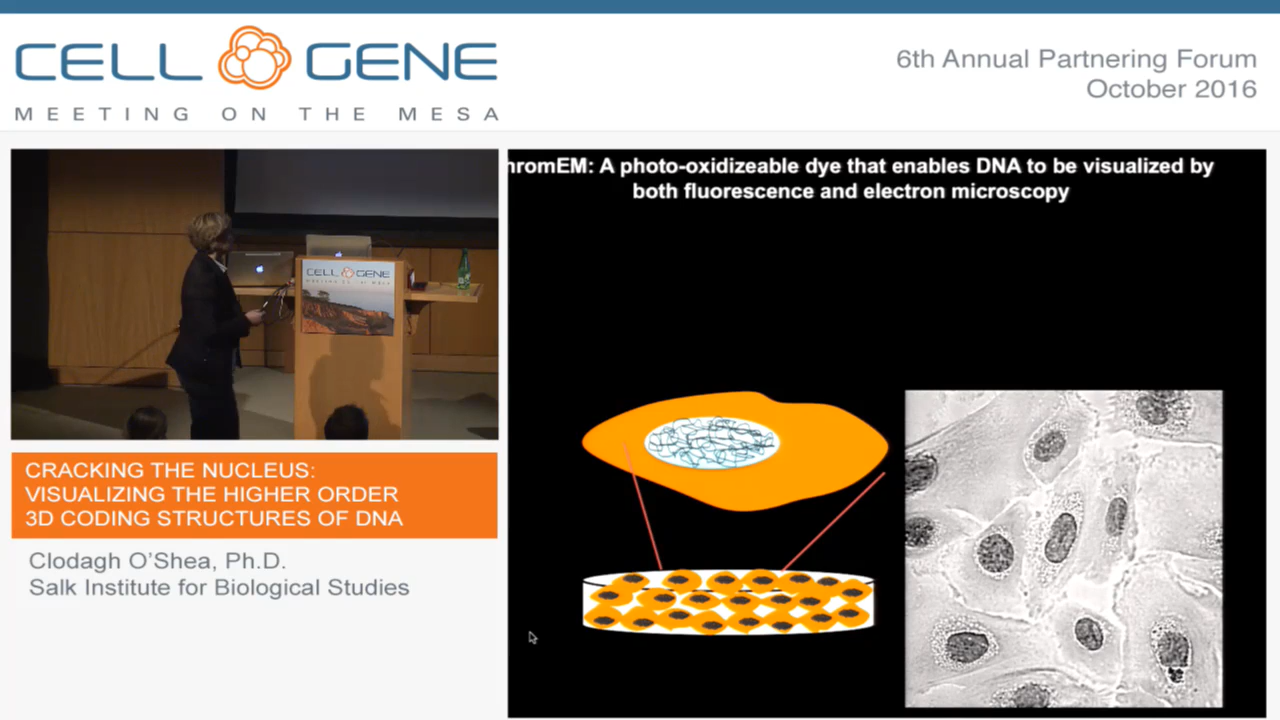 CELL GENE
MEETING ON THE MESA
6th Annual Partnering Forum
October 2016
CELL GENE
hromEM: A photo-oxidizeable dye that enables DNA to be visualized by
both fluorescence and electron microscopy
CRACKING THE NUCLEUS:
VISUALIZING THE HIGHER ORDER
3D CODING STRUCTURES OF DNA
Clodagh O'Shea, Ph.D.
Salk Institute for Biological Studies